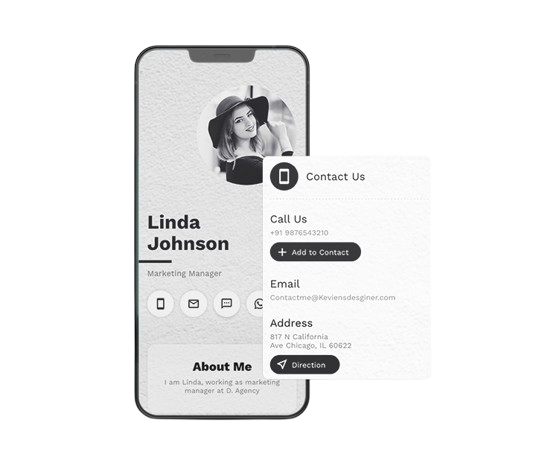 Linda
Johnson
Marketing Manager
About Me
I am Linda, working as marketing
manager at D. Agency
Contact Us
Call Us
+91 9876543210
Add to Contact
Email
Contactme@Keviensdesginer.com
Address
817 N California
Ave Chicago, IL 60622
Direction